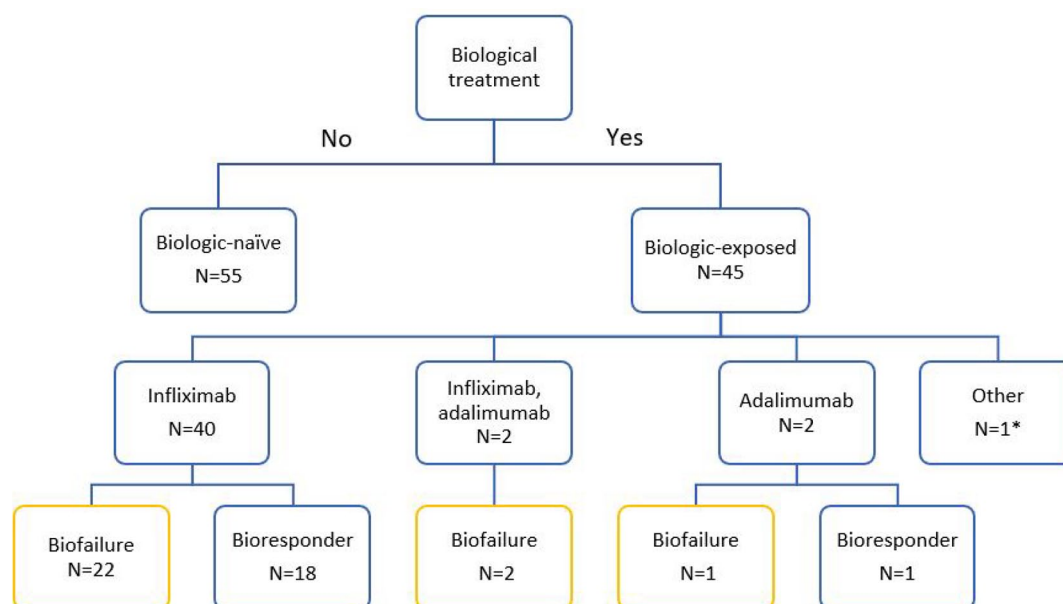 Biological
treatment
No
Yes
Biologic-naïve
N=55
Biologic-exposed
N=45
Infliximab
N=40
Infliximab,
adalimumab
N=2
Adalimumab
N=2
Other
N=1*
Biofailure
N=22
Bioresponder
N=18
Biofailure
N=2
Biofailure
N=1
Bioresponder
N=1